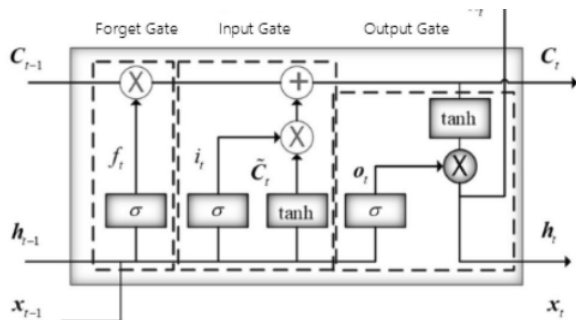 Forget Gate Input Gate Output Gate
C_{t-1} C_t
× + tanh
f_t i_t × C̃_t o_t ×
σ σ tanh σ
h_{t-1} h_t
x_{t-1} x_t